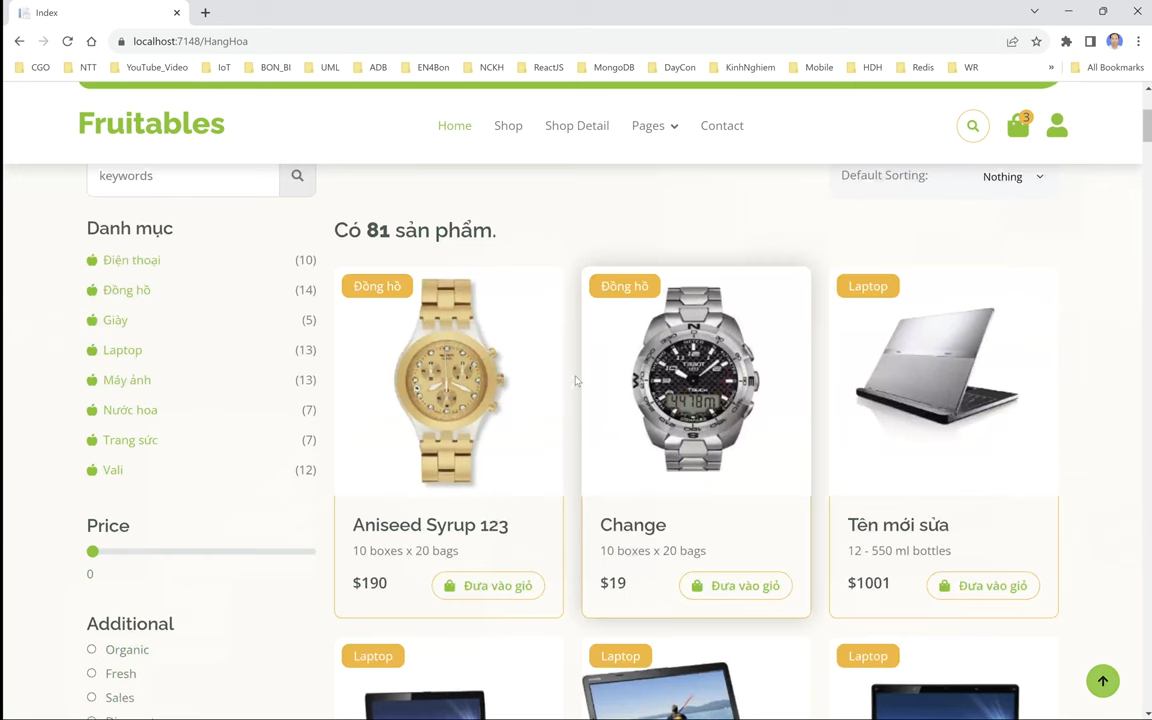 Index
localhost:7148/HangHoa
CGO NTT YouTube_Video IoT BON_BI UML ADB EN4Bon NCKH ReactJS MongoDB DayCon KinhNghiem Mobile HDH Redis WR » All Bookmarks
Fruitables Home Shop Shop Detail Pages Contact 3
keywords
Default Sorting: Nothing
Danh mục
Điện thoại (10)
Đồng hồ (14)
Giày (5)
Laptop (13)
Máy ảnh (13)
Nước hoa (7)
Trang sức (7)
Vali (12)
Price
0
Additional
Organic
Fresh
Sales
Có 81 sản phẩm.
Đồng hồ
Aniseed Syrup 123
10 boxes x 20 bags
$190 Đưa vào giỏ
Đồng hồ
N
TISSOT
TOUCH
Change
10 boxes x 20 bags
$19 Đưa vào giỏ
Laptop
Tên mới sửa
12 - 550 ml bottles
$1001 Đưa vào giỏ
Laptop
Laptop
Laptop